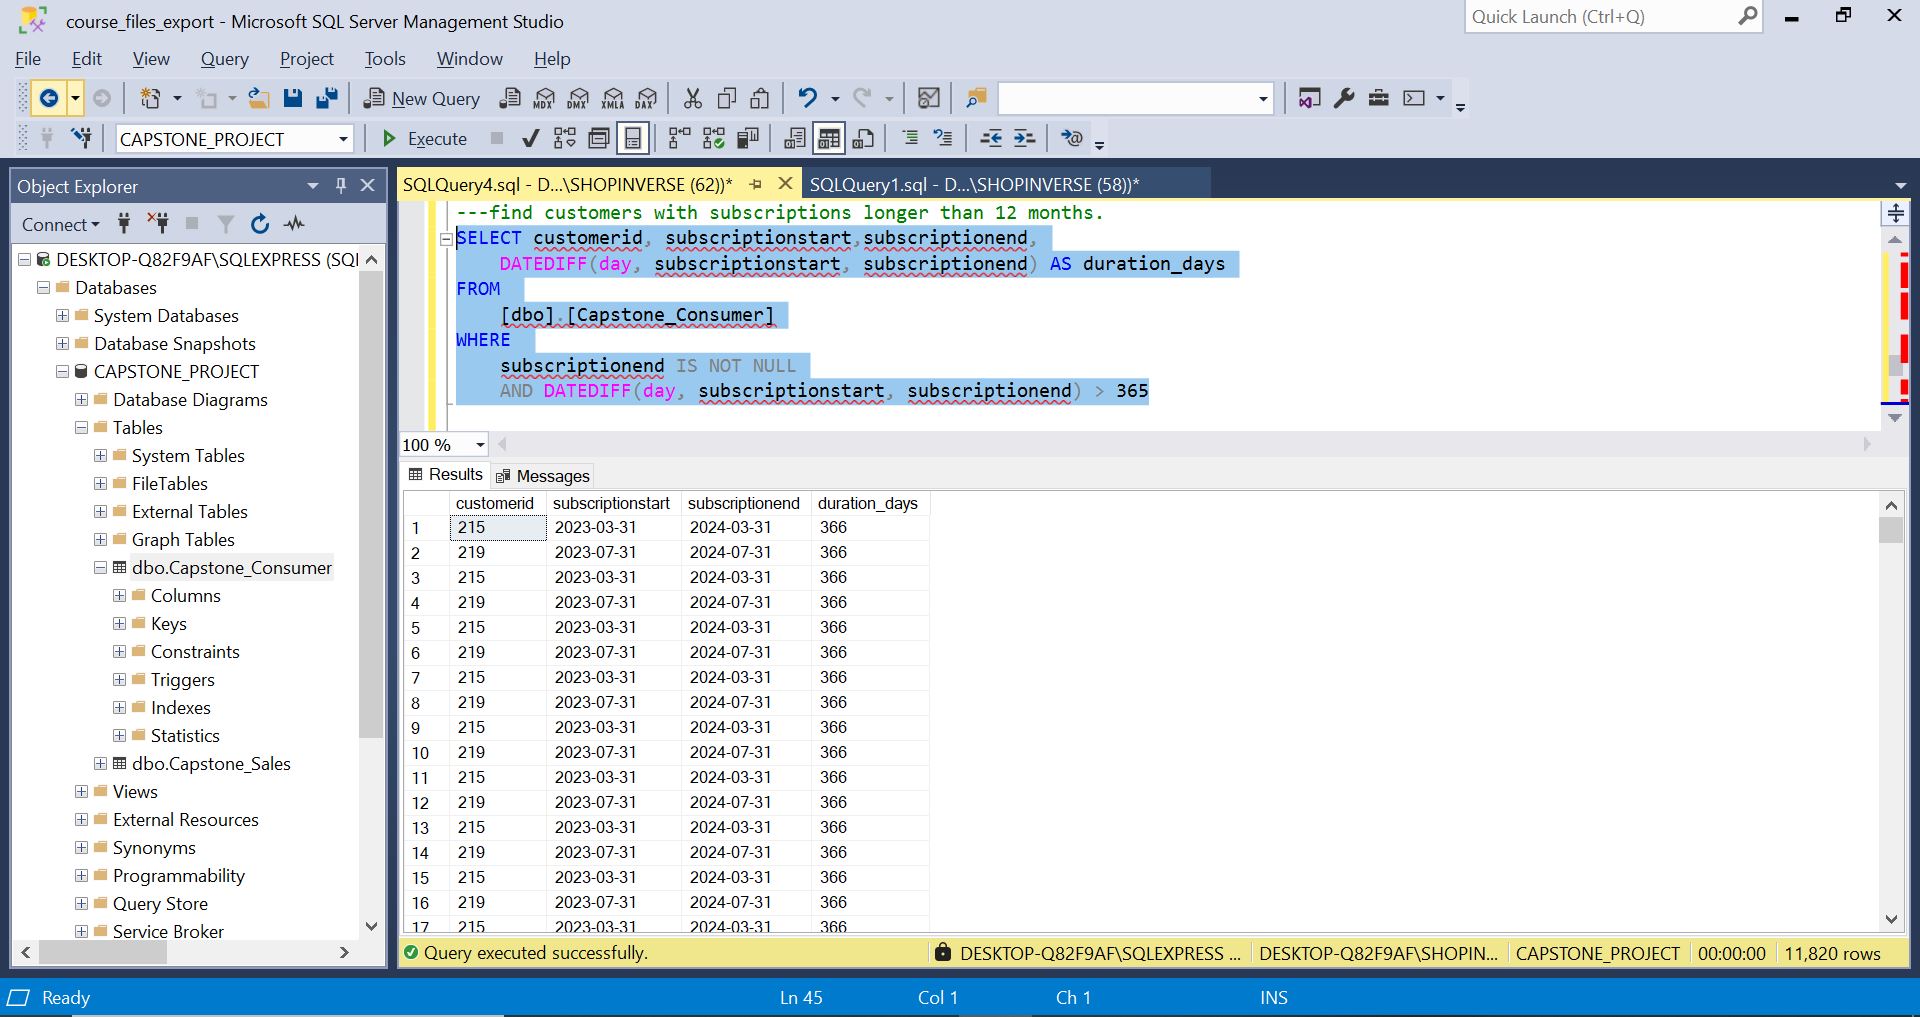 course_files_export - Microsoft SQL Server Management Studio
Quick Launch (Ctrl+Q)
File Edit View Query Project Tools Window Help
New Query MDX DMX XMLA DAX
CAPSTONE_PROJECT Execute
Object Explorer
SQLQuery4.sql - D...\SHOPINVERSE (62))* SQLQuery1.sql - D...\SHOPINVERSE (58))*
Connect
DESKTOP-Q82F9AF\SQLEXPRESS (SQL
Databases
System Databases
Database Snapshots
CAPSTONE_PROJECT
Database Diagrams
Tables
System Tables
FileTables
External Tables
Graph Tables
dbo.Capstone_Consumer
Columns
Keys
Constraints
Triggers
Indexes
Statistics
dbo.Capstone_Sales
Views
External Resources
Synonyms
Programmability
Query Store
Service Broker
---find customers with subscriptions longer than 12 months.
SELECT customerid, subscriptionstart,subscriptionend,
DATEDIFF(day, subscriptionstart, subscriptionend) AS duration_days
FROM
[dbo].[Capstone_Consumer]
WHERE
subscriptionend IS NOT NULL
AND DATEDIFF(day, subscriptionstart, subscriptionend) > 365
100 %
Results Messages
customerid subscriptionstart subscriptionend duration_days
1 215 2023-03-31 2024-03-31 366
2 219 2023-07-31 2024-07-31 366
3 215 2023-03-31 2024-03-31 366
4 219 2023-07-31 2024-07-31 366
5 215 2023-03-31 2024-03-31 366
6 219 2023-07-31 2024-07-31 366
7 215 2023-03-31 2024-03-31 366
8 219 2023-07-31 2024-07-31 366
9 215 2023-03-31 2024-03-31 366
10 219 2023-07-31 2024-07-31 366
11 215 2023-03-31 2024-03-31 366
12 219 2023-07-31 2024-07-31 366
13 215 2023-03-31 2024-03-31 366
14 219 2023-07-31 2024-07-31 366
15 215 2023-03-31 2024-03-31 366
16 219 2023-07-31 2024-07-31 366
17 215 2023-03-31 2024-03-31 366
Query executed successfully. DESKTOP-Q82F9AF\SQLEXPRESS ... DESKTOP-Q82F9AF\SHOPIN... CAPSTONE_PROJECT 00:00:00 11,820 rows
Ready Ln 45 Col 1 Ch 1 INS